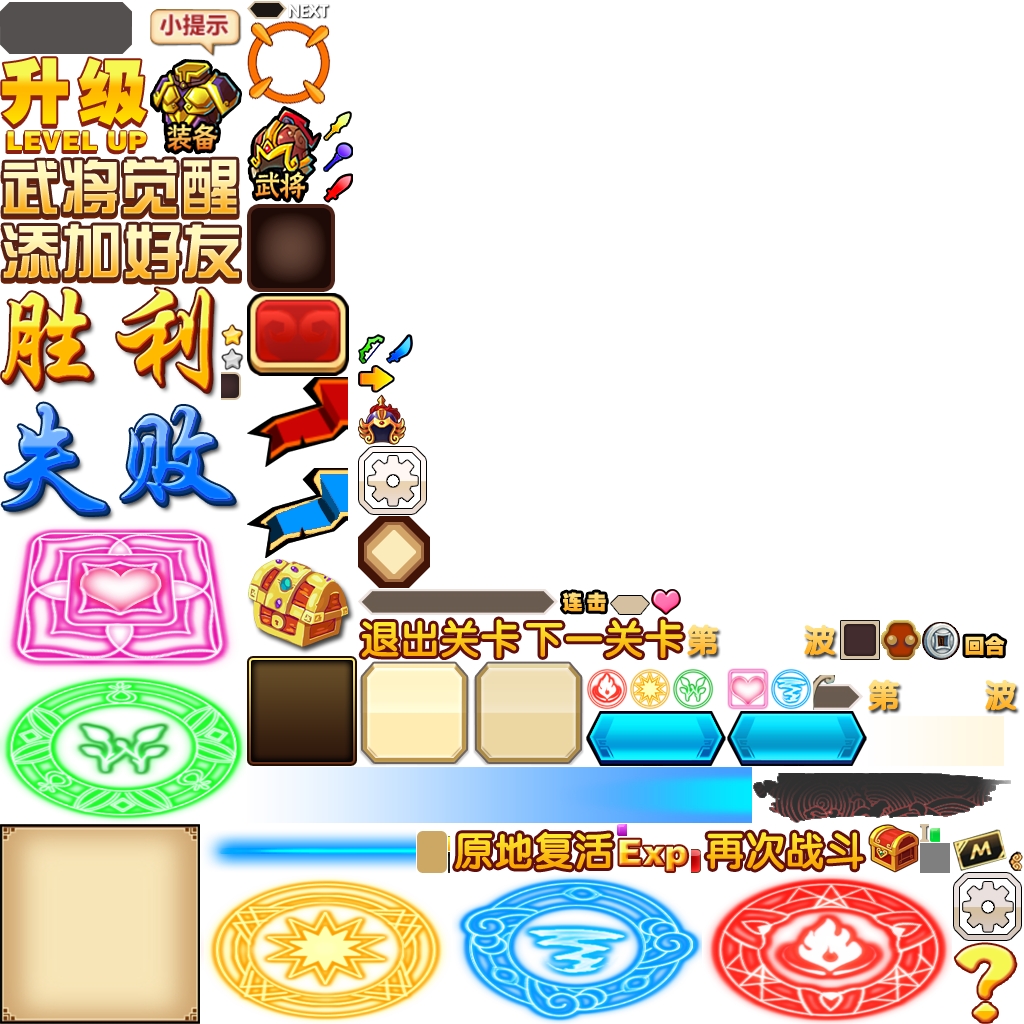 小提示
NEXT
升级
LEVEL UP
装备
武将
武将觉醒
添加好友
胜利
失败
连击
退出关卡
下一关卡
第 波
回合
第 波
原地复活
Exp
再次战斗
M
?